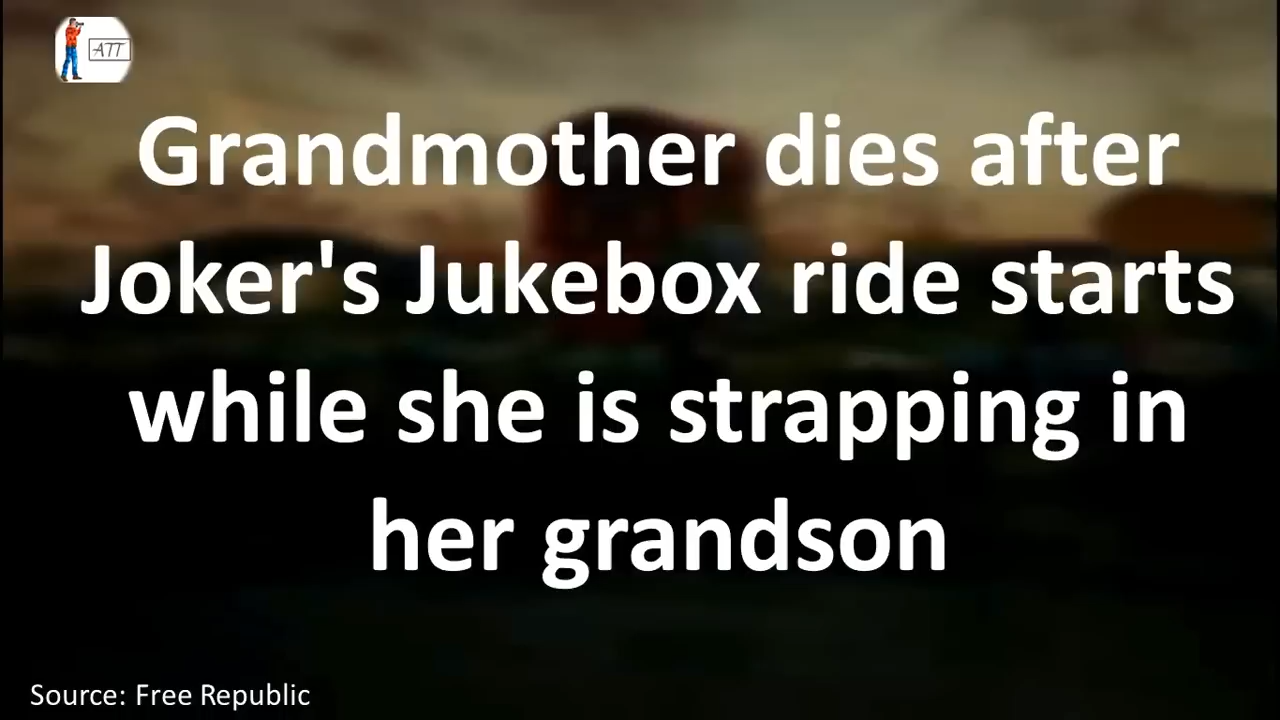 ATT
Grandmother dies after
Joker's Jukebox ride starts
while she is strapping in
her grandson
Source: Free Republic